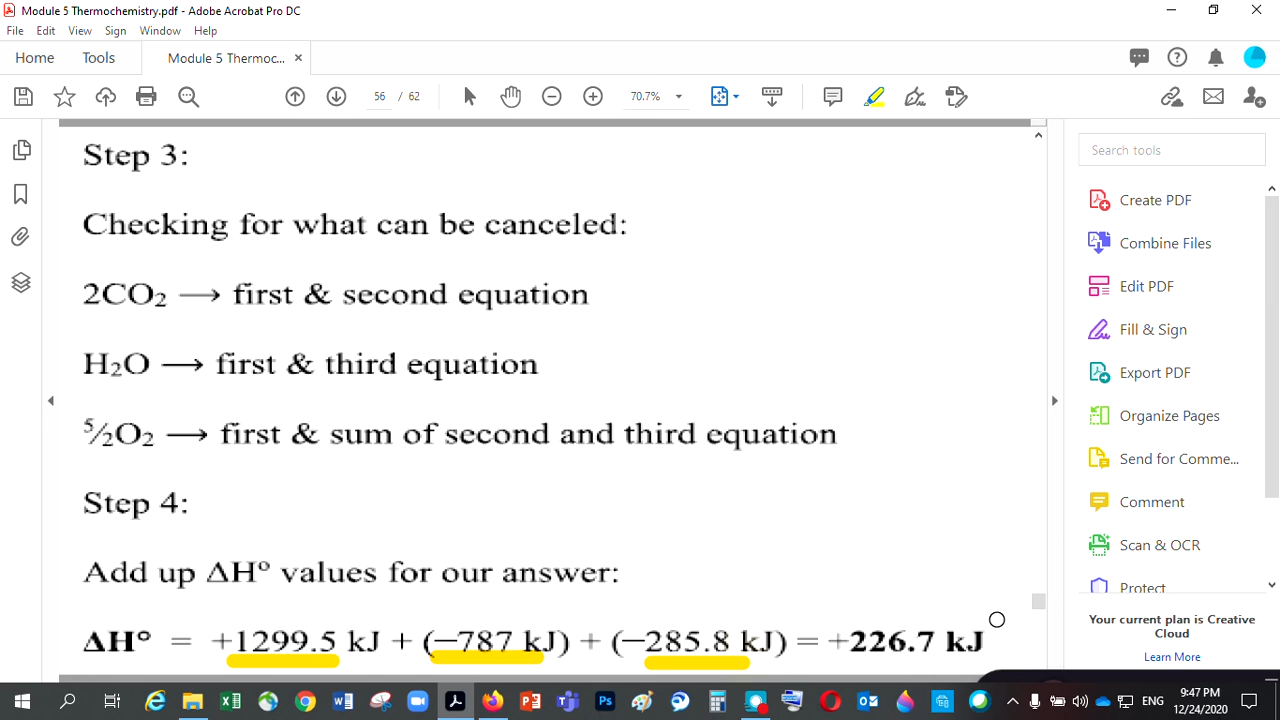 Module 5 Thermochemistry.pdf - Adobe Acrobat Pro DC
File Edit View Sign Window Help
Home Tools Module 5 Thermoc... ×
56 / 62 70.7%
Step 3:
Checking for what can be canceled:
2CO₂ ⟶ first & second equation
H₂O ⟶ first & third equation
⁵⁄₂O₂ ⟶ first & sum of second and third equation
Step 4:
Add up ΔH° values for our answer:
ΔH° = +1299.5 kJ + (−787 kJ) + (−285.8 kJ) = +226.7 kJ
Search tools
Create PDF
Combine Files
Edit PDF
Fill & Sign
Export PDF
Organize Pages
Send for Comme...
Comment
Scan & OCR
Protect
Your current plan is Creative
Cloud
Learn More
ENG
9:47 PM
12/24/2020